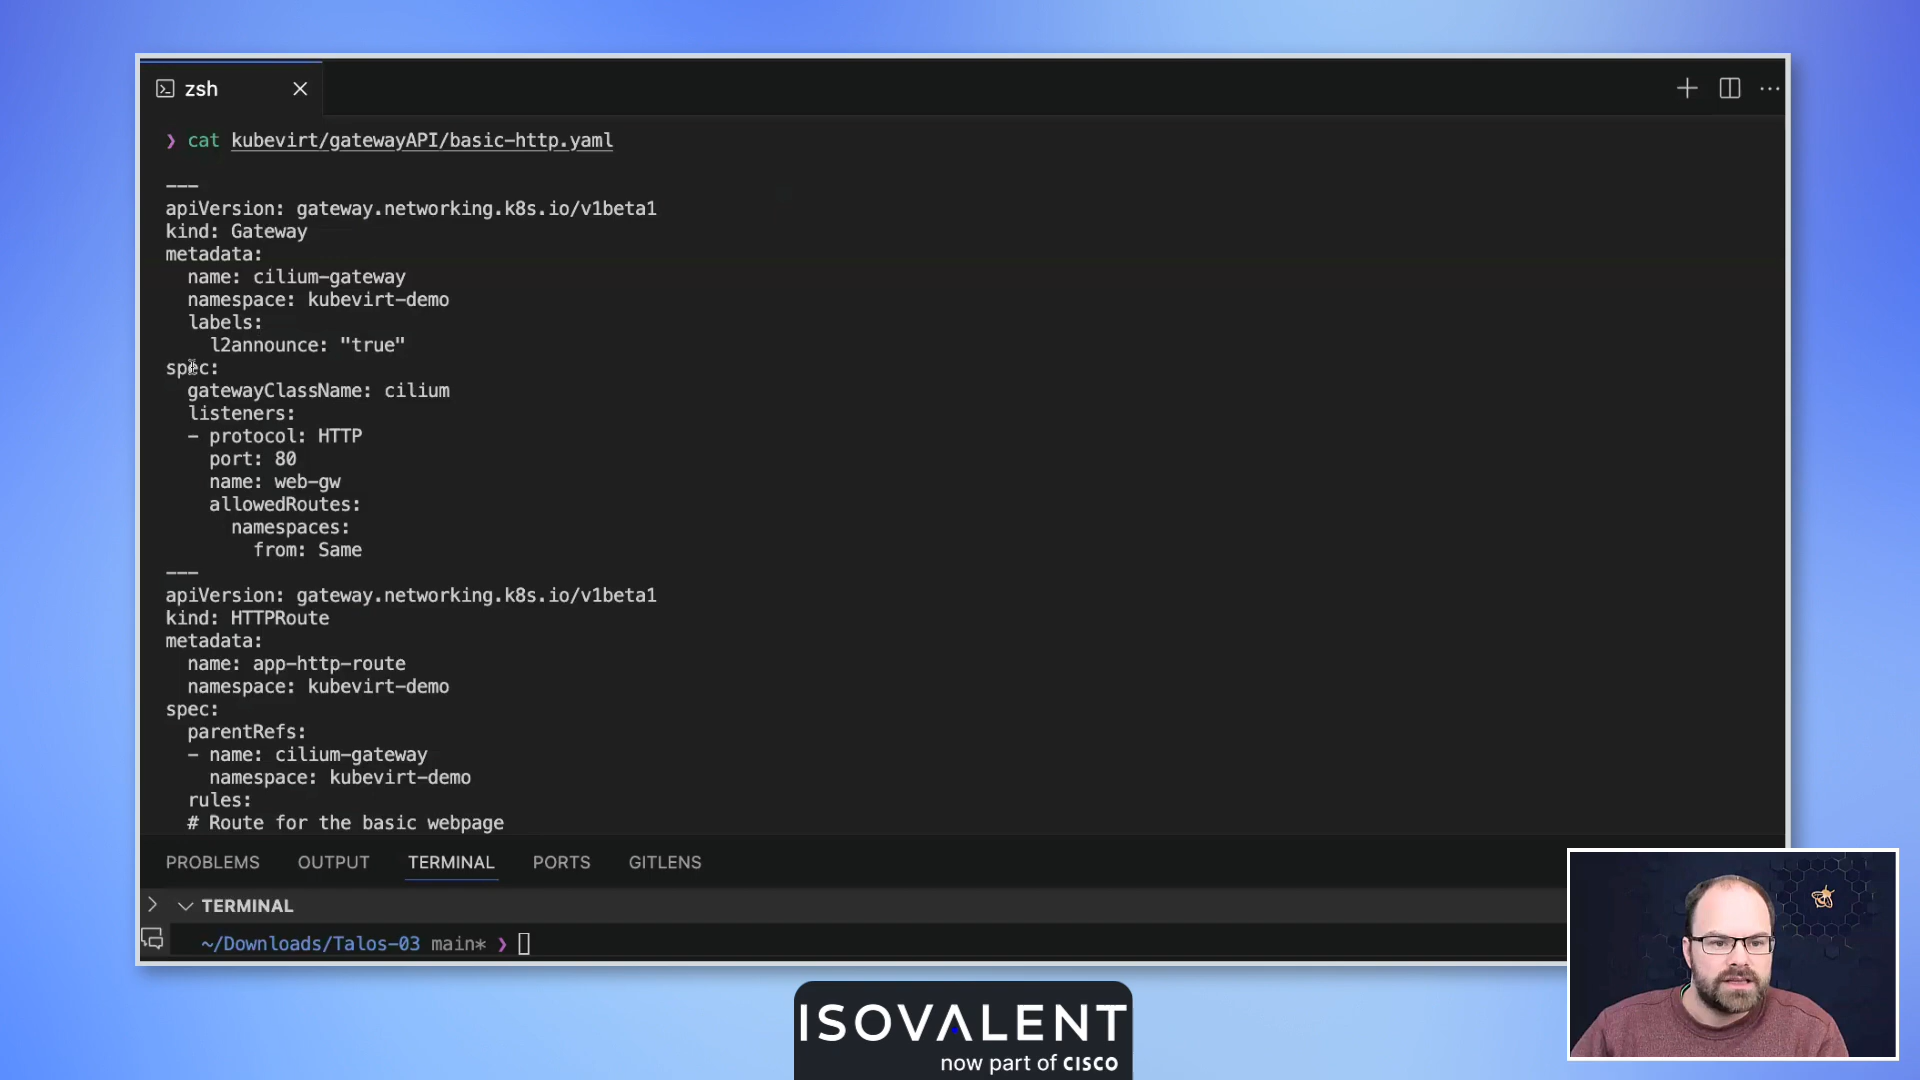 zsh
❯ cat kubevirt/gatewayAPI/basic-http.yaml
---
apiVersion: gateway.networking.k8s.io/v1beta1
kind: Gateway
metadata:
  name: cilium-gateway
  namespace: kubevirt-demo
  labels:
    l2announce: "true"
spec:
  gatewayClassName: cilium
  listeners:
  - protocol: HTTP
    port: 80
    name: web-gw
    allowedRoutes:
      namespaces:
        from: Same
---
apiVersion: gateway.networking.k8s.io/v1beta1
kind: HTTPRoute
metadata:
  name: app-http-route
  namespace: kubevirt-demo
spec:
  parentRefs:
  - name: cilium-gateway
    namespace: kubevirt-demo
  rules:
  # Route for the basic webpage
PROBLEMS OUTPUT TERMINAL PORTS GITLENS
TERMINAL
~/Downloads/Talos-03 main* ❯
ISOVALENT
now part of CISCO